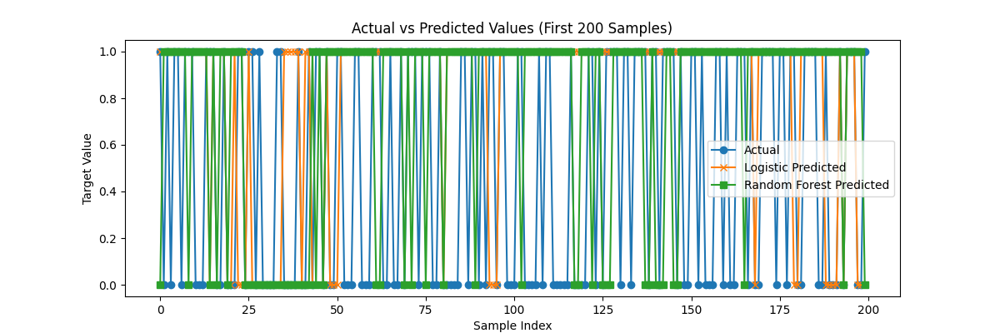 Actual vs Predicted Values (First 200 Samples)
Target Value
1.0
0.8
0.6
0.4
0.2
0.0
Actual
Logistic Predicted
Random Forest Predicted
0 25 50 75 100 125 150 175 200
Sample Index